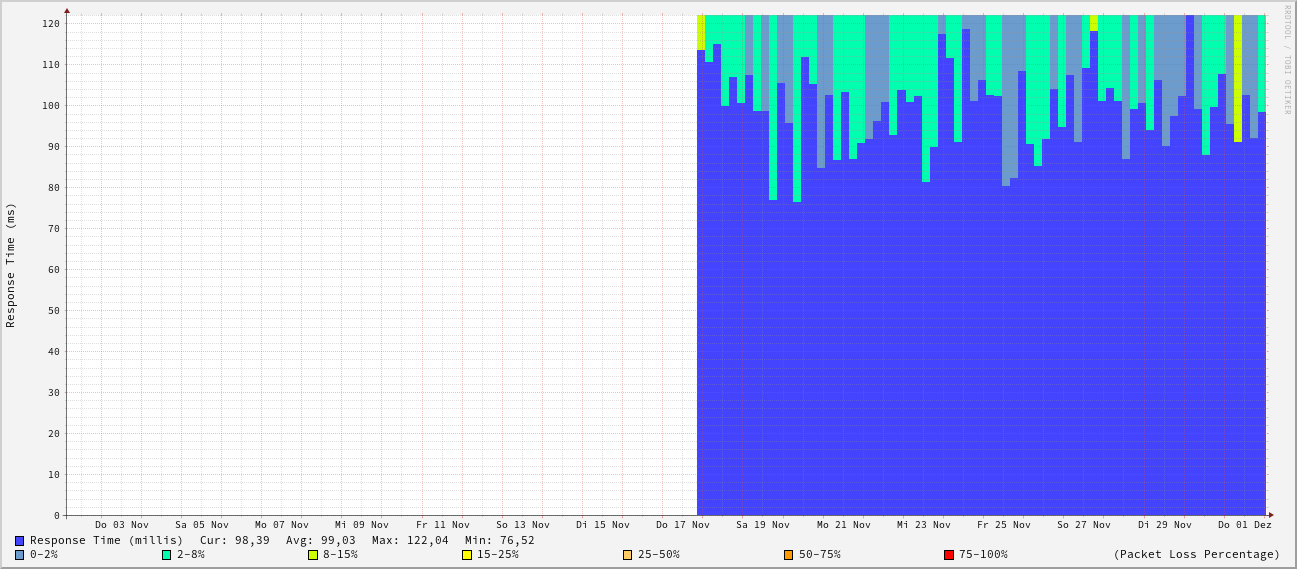 RRDTOOL / TOBI OETIKER
Response Time (ms)
120
110
100
90
80
70
60
50
40
30
20
10
0
Do 03 Nov Sa 05 Nov Mo 07 Nov Mi 09 Nov Fr 11 Nov So 13 Nov Di 15 Nov Do 17 Nov Sa 19 Nov Mo 21 Nov Mi 23 Nov Fr 25 Nov So 27 Nov Di 29 Nov Do 01 Dez
Response Time (millis) Cur: 98,39 Avg: 99,03 Max: 122,04 Min: 76,52
0-2% 2-8% 8-15% 15-25% 25-50% 50-75% 75-100% (Packet Loss Percentage)